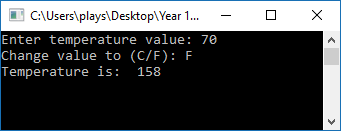 C:\Users\plays\Desktop\Year 1...
Enter temperature value: 70
Change value to (C/F): F
Temperature is:  158